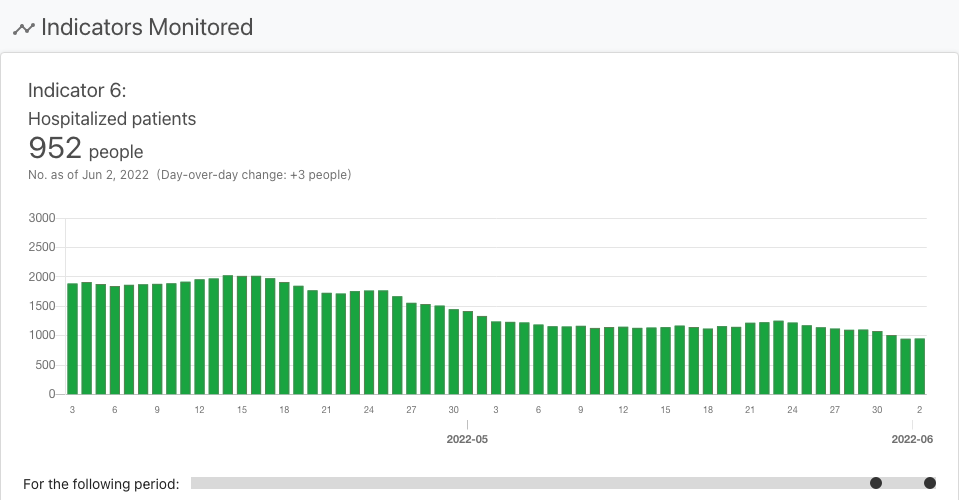 Indicators Monitored
Indicator 6:
Hospitalized patients
952 people
No. as of Jun 2, 2022 (Day-over-day change: +3 people)
3000
2500
2000
1500
1000
500
0
3 6 9 12 15 18 21 24 27 30 3 6 9 12 15 18 21 24 27 30 2
2022-05 2022-06
For the following period: